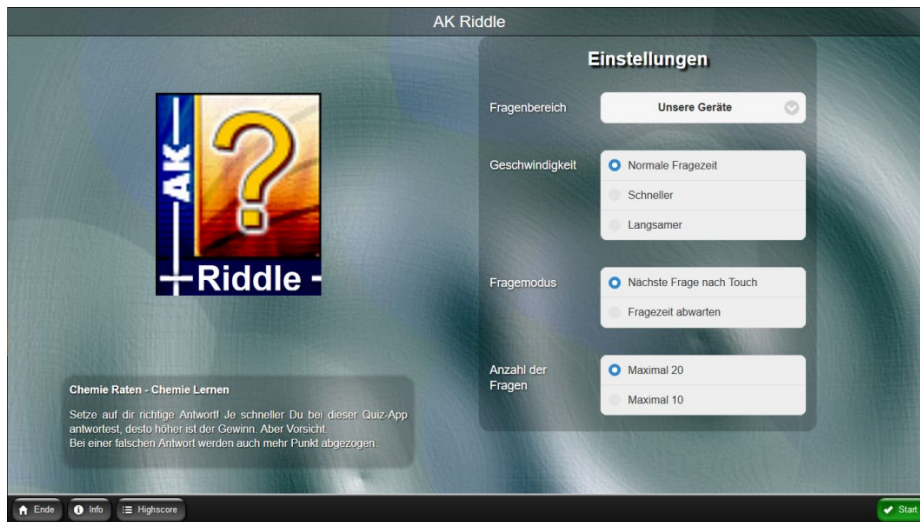 AK Riddle
AK
?
Riddle
Chemie Raten - Chemie Lernen
Setze auf dir richtige Antwort! Je schneller Du bei dieser Quiz-App
antwortest, desto höher ist der Gewinn. Aber Vorsicht.
Bei einer falschen Antwort werden auch mehr Punkt abgezogen.
Einstellungen
Fragenbereich
Unsere Geräte
Geschwindigkeit
Normale Fragezeit
Schneller
Langsamer
Fragemodus
Nächste Frage nach Touch
Fragezeit abwarten
Anzahl der
Fragen
Maximal 20
Maximal 10
Ende
Info
Highscore
Start